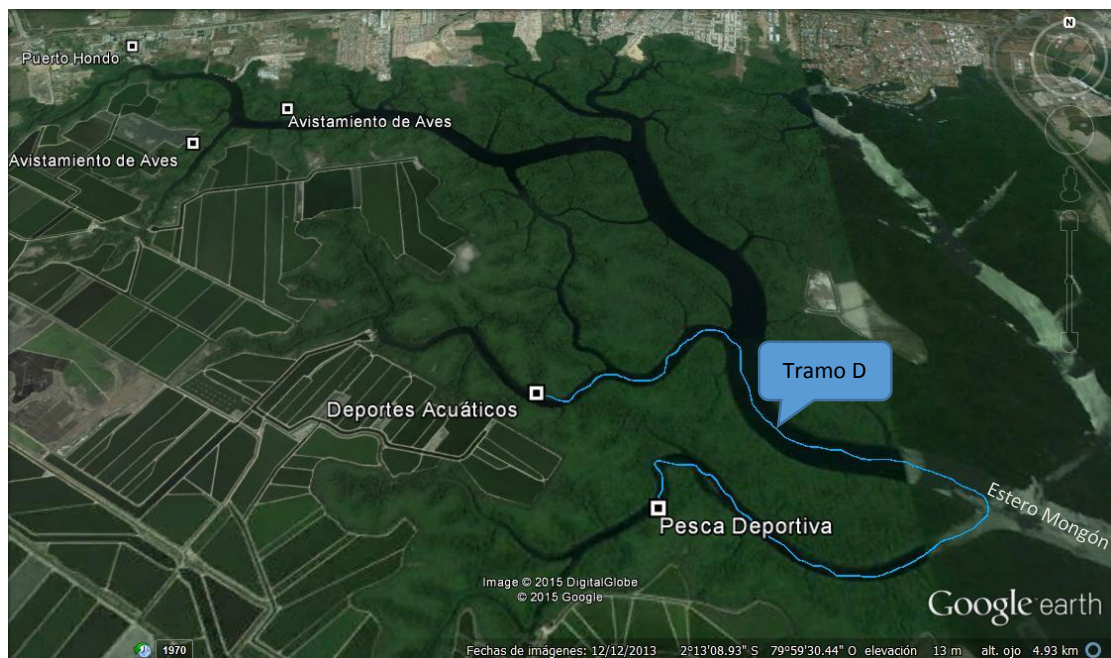 N
Puerto Hondo
Avistamiento de Aves
Avistamiento de Aves
Tramo D
Deportes Acuáticos
Estero Mongón
Pesca Deportiva
Image © 2015 DigitalGlobe
© 2015 Google
Google earth
1970
Fechas de imágenes: 12/12/2013 2°13'08.93" S 79°59'30.44" O elevación 13 m alt. ojo 4.93 km